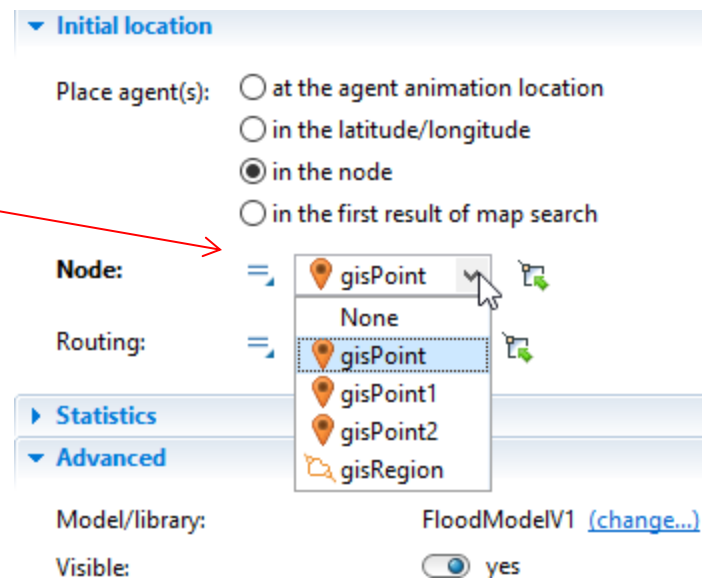 Initial location
Place agent(s): at the agent animation location
in the latitude/longitude
in the node
in the first result of map search
Node: gisPoint
None
Routing:
gisPoint
gisPoint1
Statistics
gisPoint2
Advanced
gisRegion
Model/library: FloodModelV1 (change...)
Visible: yes